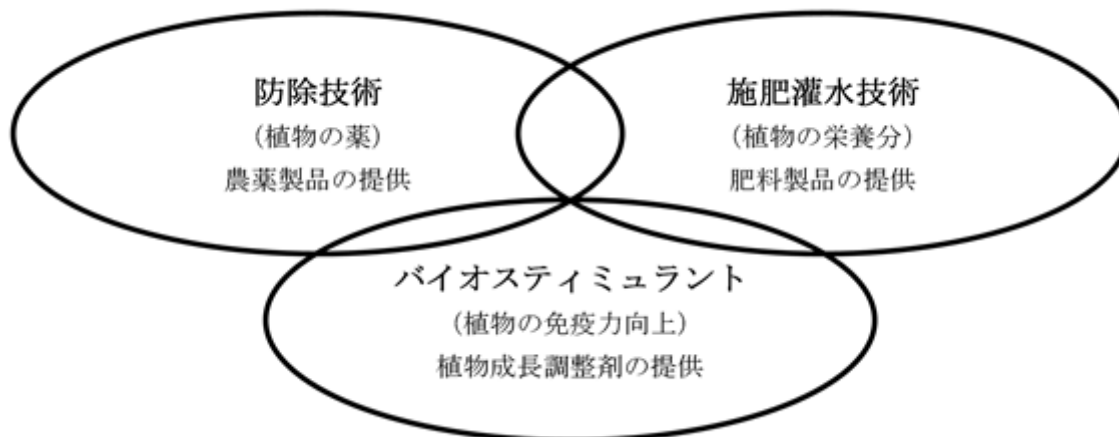 防除技術
(植物の薬)
農薬製品の提供
施肥灌水技術
(植物の栄養分)
肥料製品の提供
バイオスティミュラント
(植物の免疫力向上)
植物成長調整剤の提供